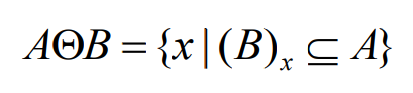 AΘB = {x | (B)ₓ ⊆ A}